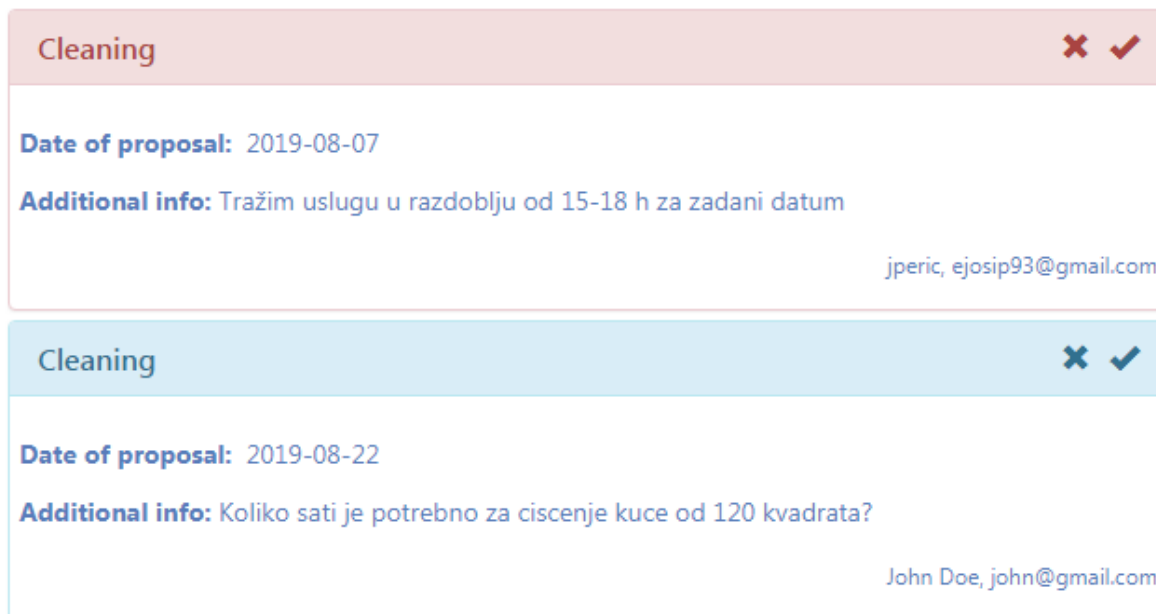 Cleaning
Date of proposal: 2019-08-07
Additional info: Tražim uslugu u razdoblju od 15-18 h za zadani datum
jperic, ejosip93@gmail.com
Cleaning
Date of proposal: 2019-08-22
Additional info: Koliko sati je potrebno za ciscenje kuce od 120 kvadrata?
John Doe, john@gmail.com